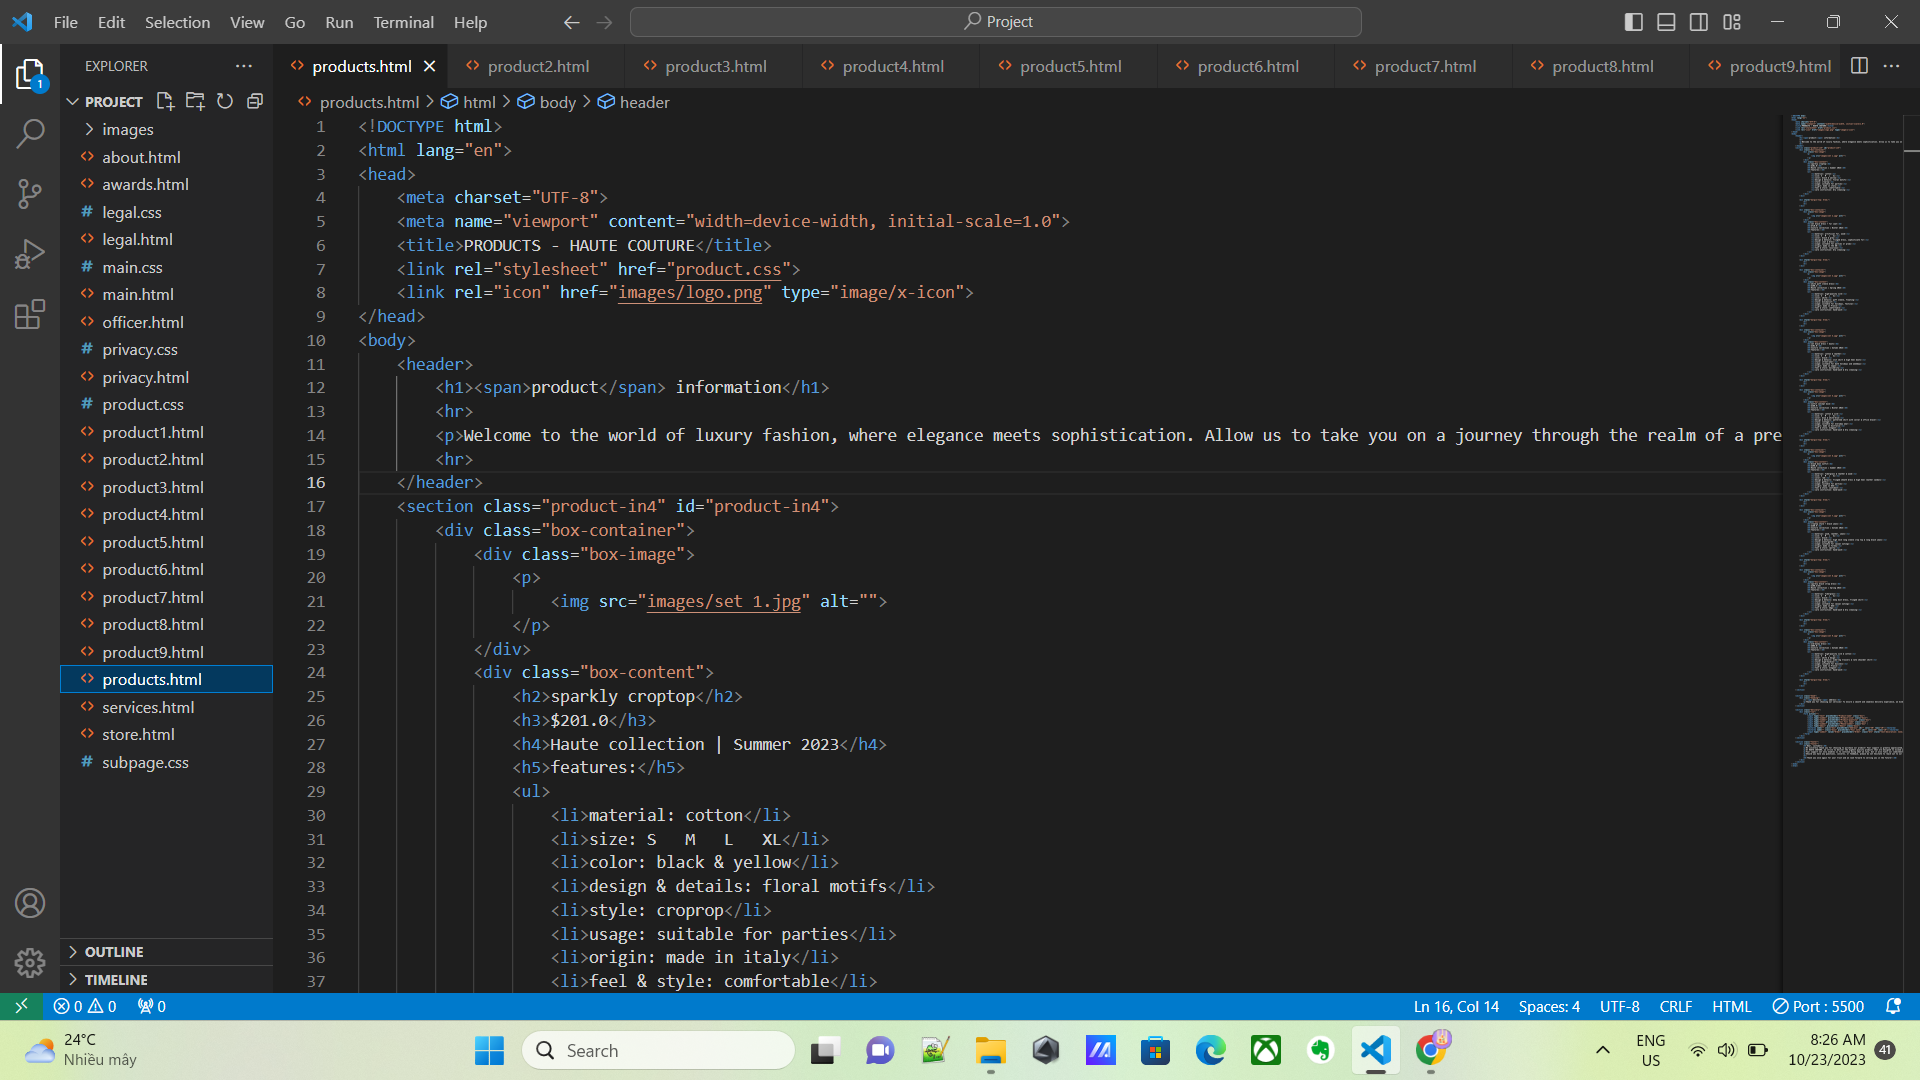 File Edit Selection View Go Run Terminal Help
Project
EXPLORER
products.html product2.html product3.html product4.html product5.html product6.html product7.html product8.html product9.html
PROJECT
products.html > html > body > header
images
about.html
awards.html
legal.css
legal.html
main.css
main.html
officer.html
privacy.css
privacy.html
product.css
product1.html
product2.html
product3.html
product4.html
product5.html
product6.html
product7.html
product8.html
product9.html
products.html
services.html
store.html
subpage.css
OUTLINE
TIMELINE
1 <!DOCTYPE html>
2 <html lang="en">
3 <head>
4 <meta charset="UTF-8">
5 <meta name="viewport" content="width=device-width, initial-scale=1.0">
6 <title>PRODUCTS - HAUTE COUTURE</title>
7 <link rel="stylesheet" href="product.css">
8 <link rel="icon" href="images/logo.png" type="image/x-icon">
9 </head>
10 <body>
11 <header>
12 <h1><span>product</span> information</h1>
13 <hr>
14 <p>Welcome to the world of luxury fashion, where elegance meets sophistication. Allow us to take you on a journey through the realm of a pre
15 <hr>
16 </header>
17 <section class="product-in4" id="product-in4">
18 <div class="box-container">
19 <div class="box-image">
20 <p>
21 <img src="images/set 1.jpg" alt="">
22 </p>
23 </div>
24 <div class="box-content">
25 <h2>sparkly croptop</h2>
26 <h3>$201.0</h3>
27 <h4>Haute collection | Summer 2023</h4>
28 <h5>features:</h5>
29 <ul>
30 <li>material: cotton</li>
31 <li>size: S M L XL</li>
32 <li>color: black & yellow</li>
33 <li>design & details: floral motifs</li>
34 <li>style: croprop</li>
35 <li>usage: suitable for parties</li>
36 <li>origin: made in italy</li>
37 <li>feel & style: comfortable</li>
0 0 0
Ln 16, Col 14 Spaces: 4 UTF-8 CRLF HTML Port : 5500
24°C
Nhiều mây
Search
ENG
US
8:26 AM
10/23/2023
41
1